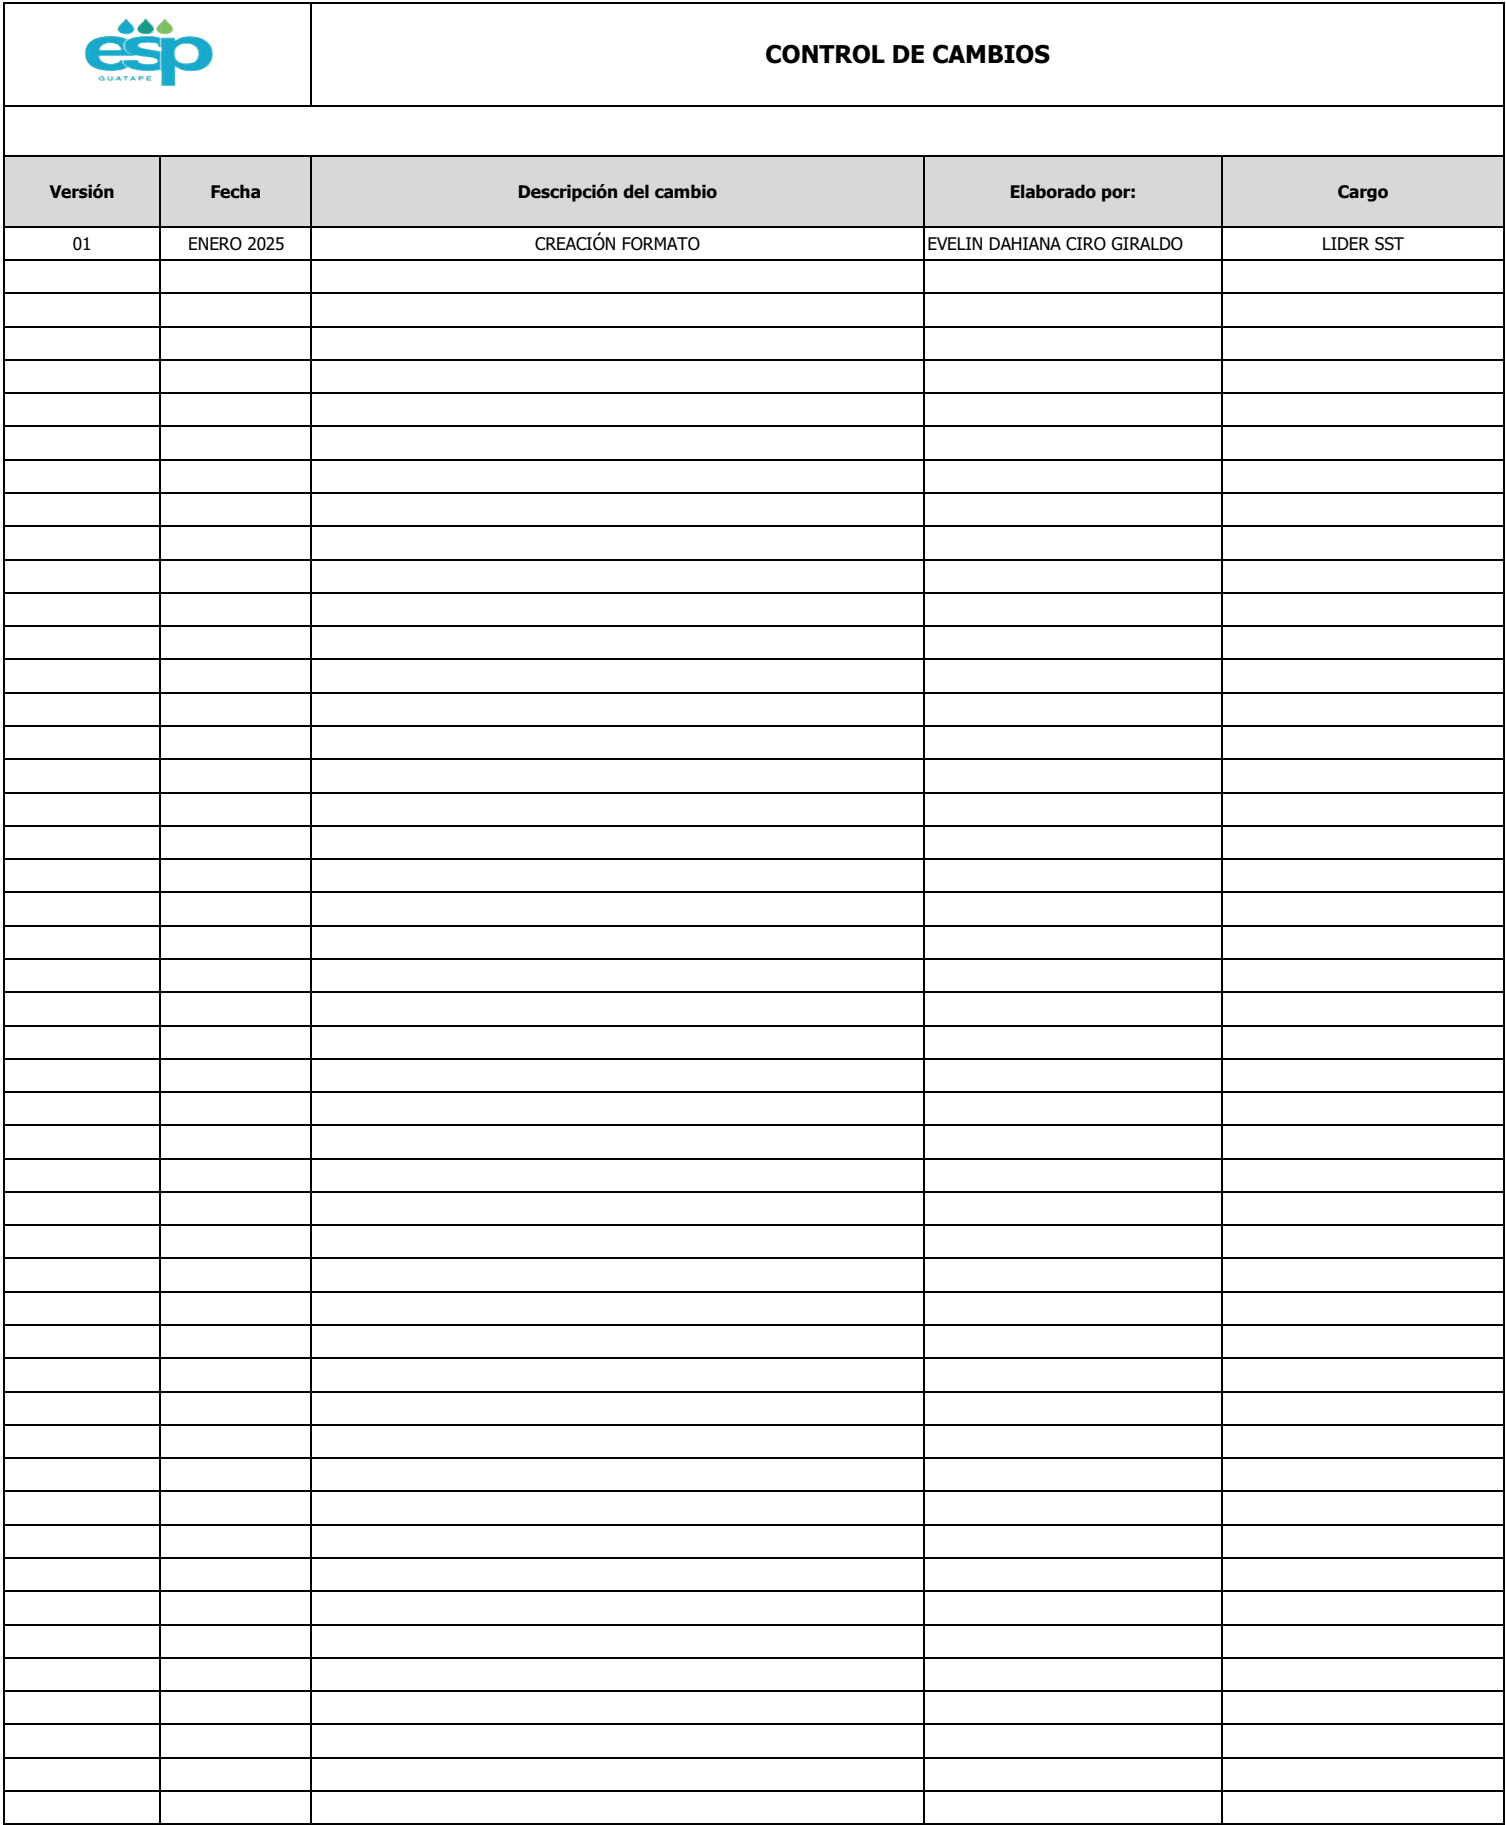 esp
GUATAPE
CONTROL DE CAMBIOS
Versión Fecha Descripción del cambio Elaborado por: Cargo
01 ENERO 2025 CREACIÓN FORMATO EVELIN DAHIANA CIRO GIRALDO LIDER SST